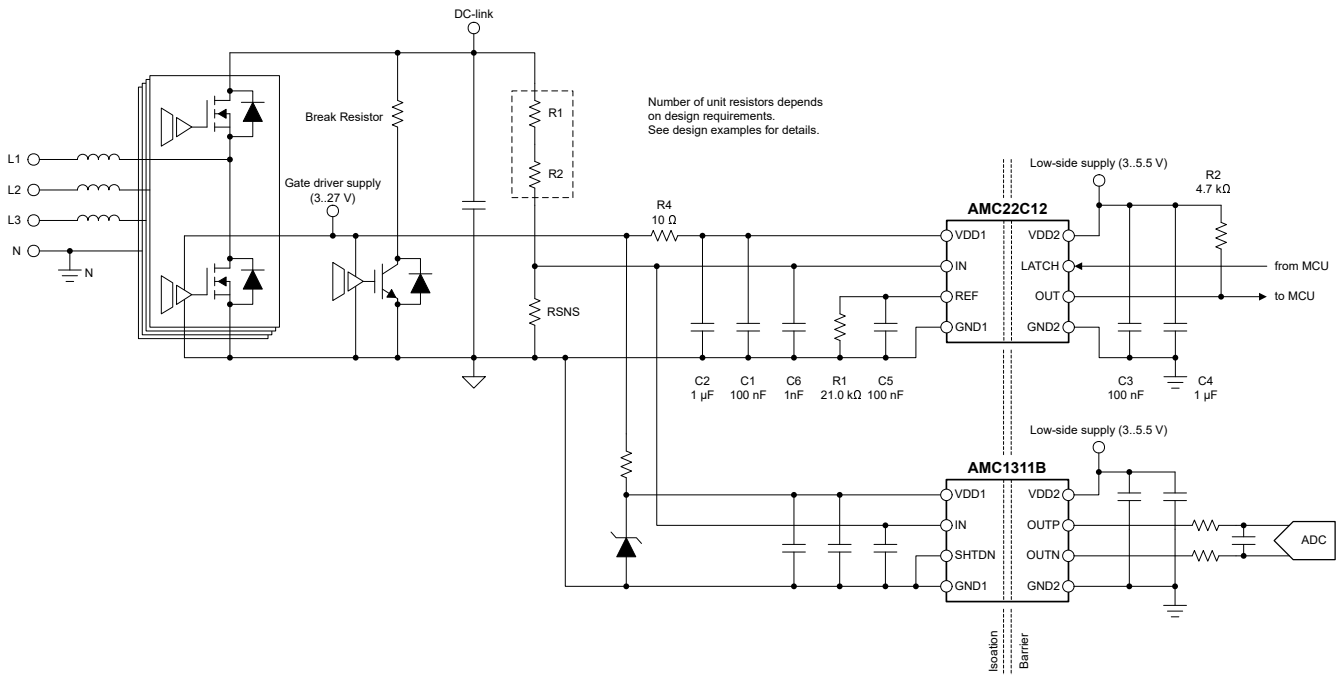 DC-link
Break Resistor
R1
R2
Number of unit resistors depends
on design requirements.
See design examples for details.
L1
L2
L3
N
N
Gate driver supply
(3..27 V)
RSNS
R4
10 Ω
C2
1 µF
C1
100 nF
C6
1nF
R1
21.0 kΩ
C5
100 nF
AMC22C12
VDD1
IN
REF
GND1
VDD2
LATCH
OUT
GND2
Low-side supply (3..5.5 V)
R2
4.7 kΩ
from MCU
to MCU
C3
100 nF
C4
1 µF
Low-side supply (3..5.5 V)
AMC1311B
VDD1
IN
SHTDN
GND1
VDD2
OUTP
OUTN
GND2
ADC
Isoation
Barrier